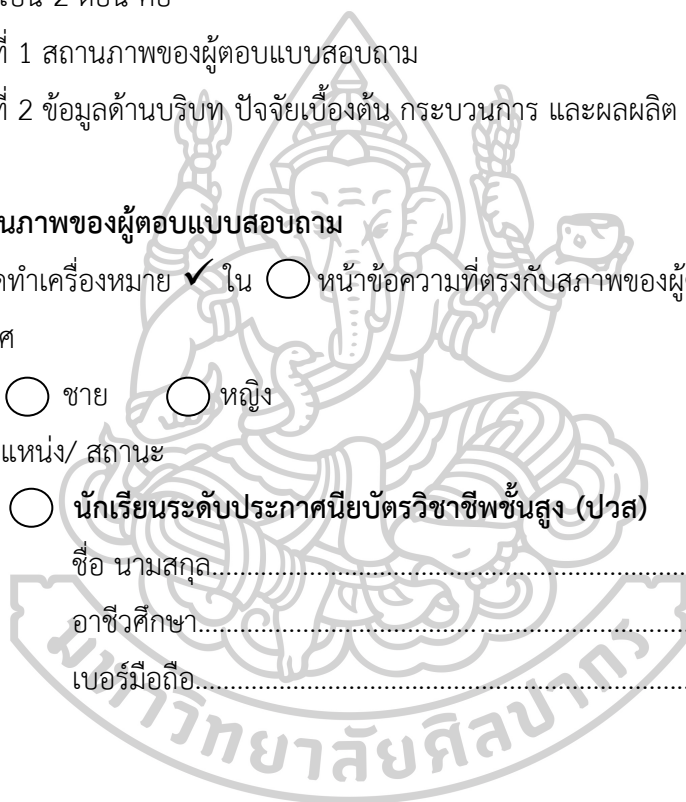 เป็น 2 ตอน คือ
ที่ 1 สถานภาพของผู้ตอบแบบสอบถาม
ที่ 2 ข้อมูลด้านบริบท ปัจจัยเบื้องต้น กระบวนการ และผลผลิต
นภาพของผู้ตอบแบบสอบถาม
ทำเครื่องหมาย ✓ ใน ◯ หน้าข้อความที่ตรงกับสภาพของผู้
ศ
◯ ชาย ◯ หญิง
แหน่ง/ สถานะ
◯ นักเรียนระดับประกาศนียบัตรวิชาชีพชั้นสูง (ปวส)
ชื่อ นามสกุล..............................................................................
อาชีวศึกษา..............................................................................
เบอร์มือถือ..............................................................................
มหาวิทยาลัยศิลปากร